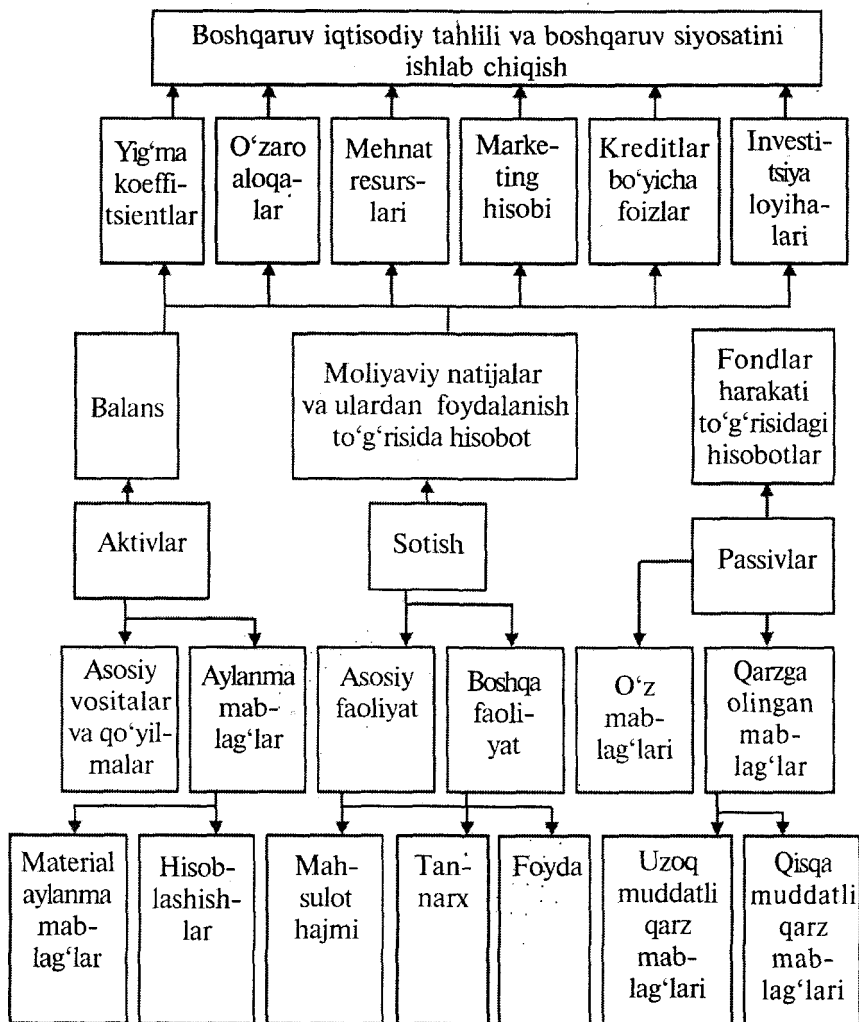 Boshqaruv iqtisodiy tahlili va boshqaruv siyosatini
ishlab chiqish
Yig‘ma
koeffi-
tsientlar
O‘zaro
aloqa-
lar
Mehnat
resurs-
lari
Marke-
ting
hisobi
Kreditlar
bo‘yicha
foizlar
Investi-
tsiya
loyiha-
lari
Balans
Moliyaviy natijalar
va ulardan foydalanish
to‘g‘risida hisobot
Fondlar
harakati
to‘g‘risidagi
hisobotlar
Aktivlar
Sotish
Passivlar
Asosiy
vositalar
va qo‘yil-
malar
Aylanma
mab-
lag‘lar
Asosiy
faoliyat
Boshqa
faoli-
yat
O‘z
mab-
lag‘lari
Qarzga
olingan
mab-
lag‘lar
Material
aylanma
mab-
lag‘lar
Hisob-
lashish-
lar
Mah-
sulot
hajmi
Tan-
narx
Foyda
Uzoq
muddatli
qarz
mab-
lag‘lari
Qisqa
muddatli
qarz
mab-
lag‘lari